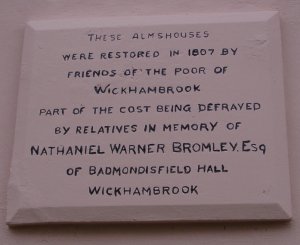 THESE ALMSHOUSES
WERE RESTORED IN 1807 BY
FRIENDS OF THE POOR OF
WICKHAMBROOK
PART OF THE COST BEING DEFRAYED
BY RELATIVES IN MEMORY OF
NATHANIEL WARNER BROMLEY. ESQ
OF BADMONDISFIELD HALL
WICKHAMBROOK